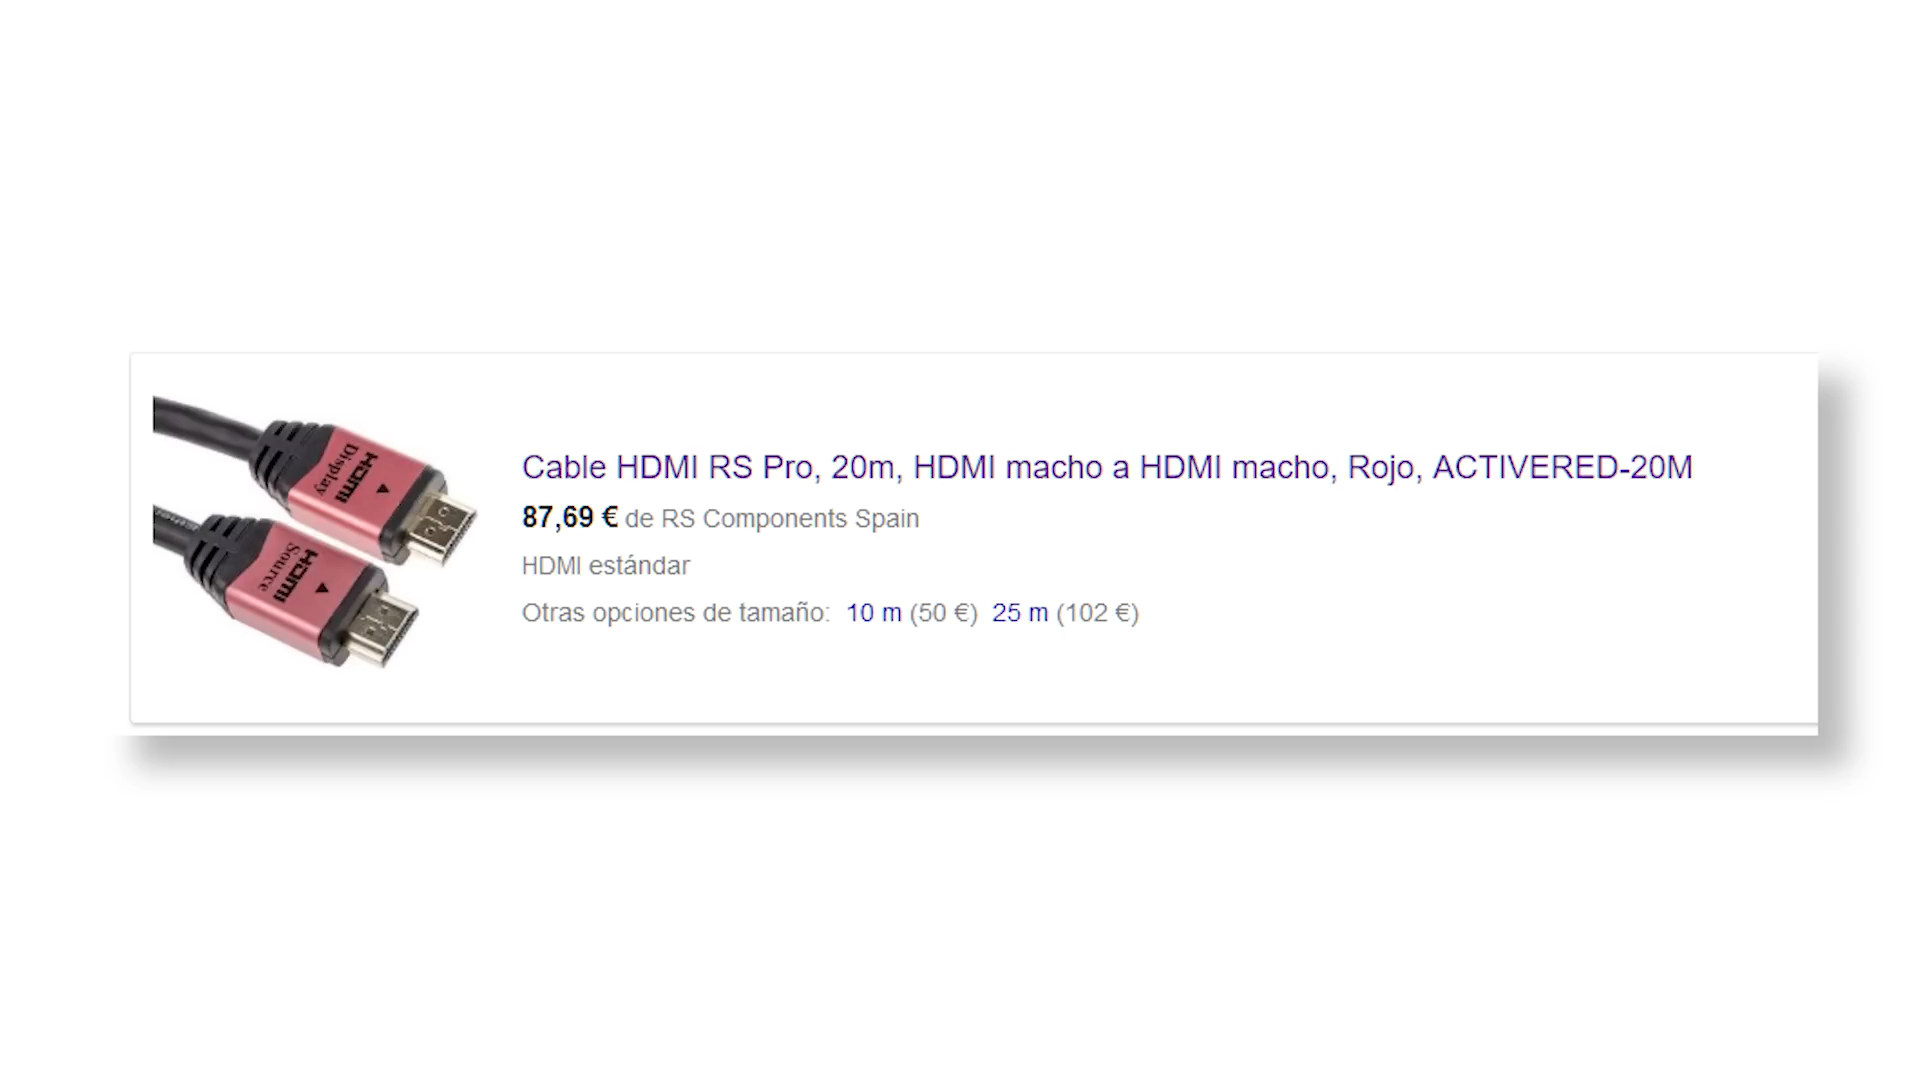 HDMI
Display
HDMI
Source
Cable HDMI RS Pro, 20m, HDMI macho a HDMI macho, Rojo, ACTIVERED-20M
87,69 € de RS Components Spain
HDMI estándar
Otras opciones de tamaño: 10 m (50 €) 25 m (102 €)